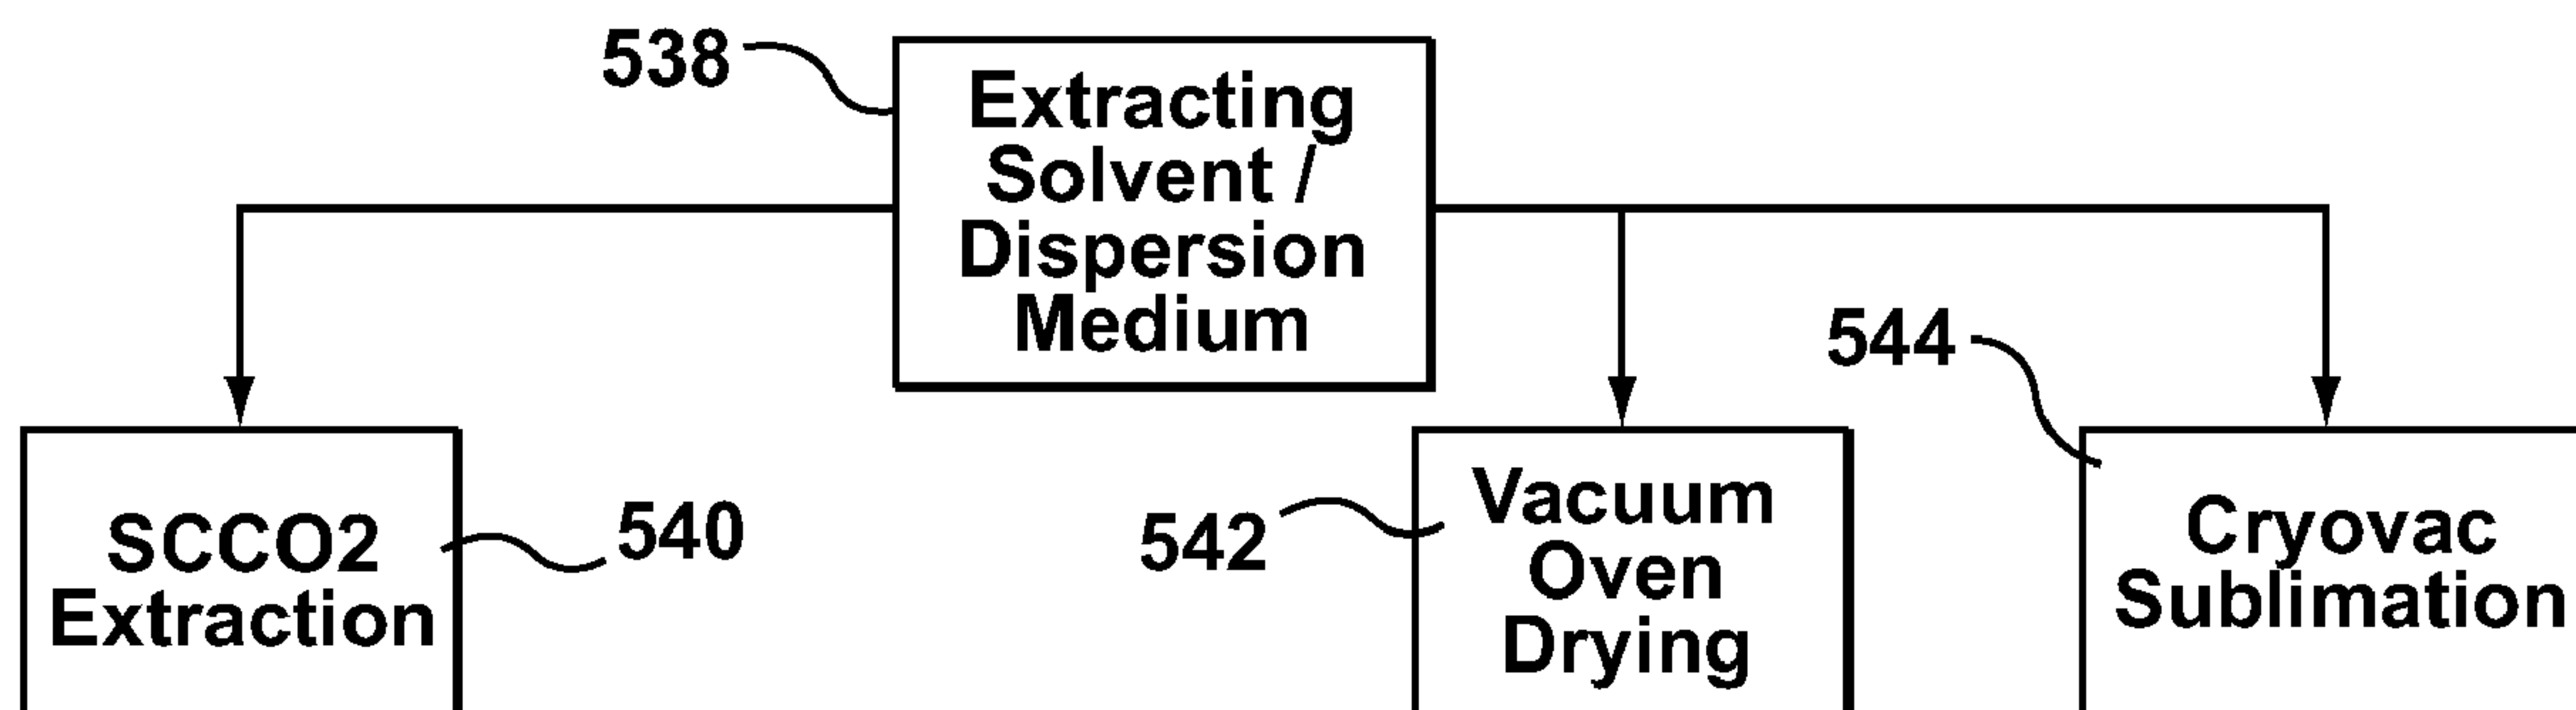 538
Extracting
Solvent /
Dispersion
Medium
544
SCCO2
Extraction
540
542
Vacuum
Oven
Drying
Cryovac
Sublimation